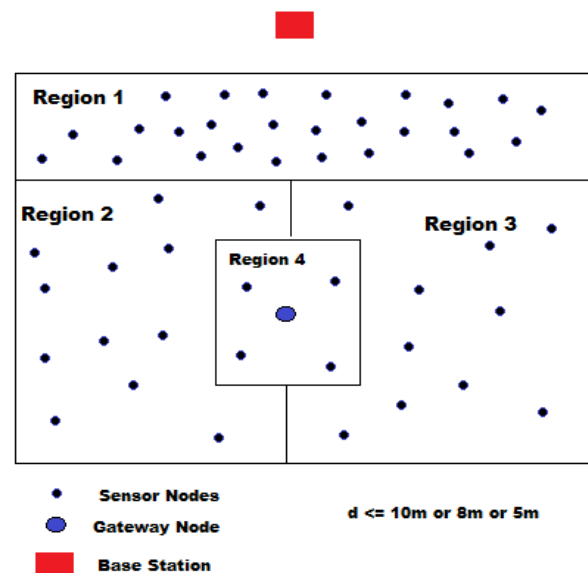 Region 1
Region 2
Region 3
Region 4
Sensor Nodes
d <= 10m or 8m or 5m
Gateway Node
Base Station